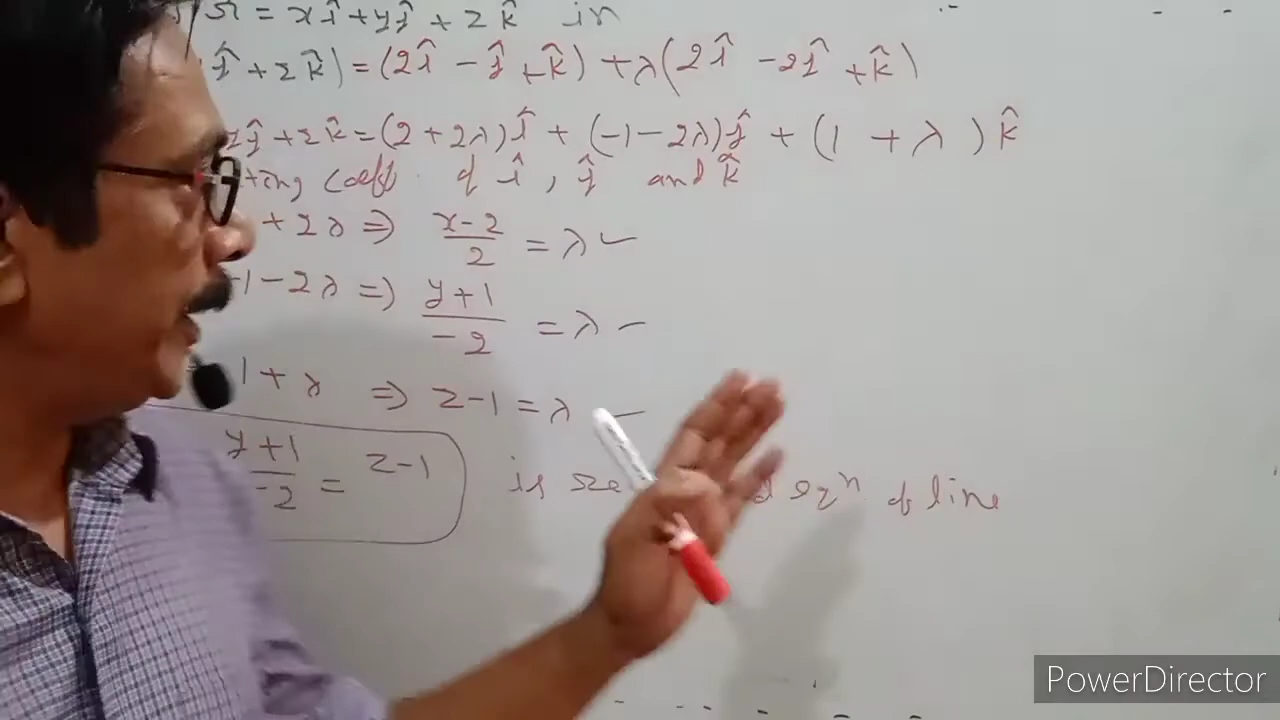 r = xî + yĵ + zk̂ in
ĵ + zk̂) = (2î - ĵ + k̂) + λ(2î - 2ĵ + k̂)
yĵ + zk̂ = (2 + 2λ)î + (-1 - 2λ)ĵ + (1 + λ)k̂
ting coeff. of î, ĵ and k̂
+ 2λ ⇒ x-2/2 = λ
-1 - 2λ ⇒ y+1/-2 = λ
1 + λ ⇒ z-1 = λ
y+1/-2 = z-1 is re d eqⁿ of line
PowerDirector